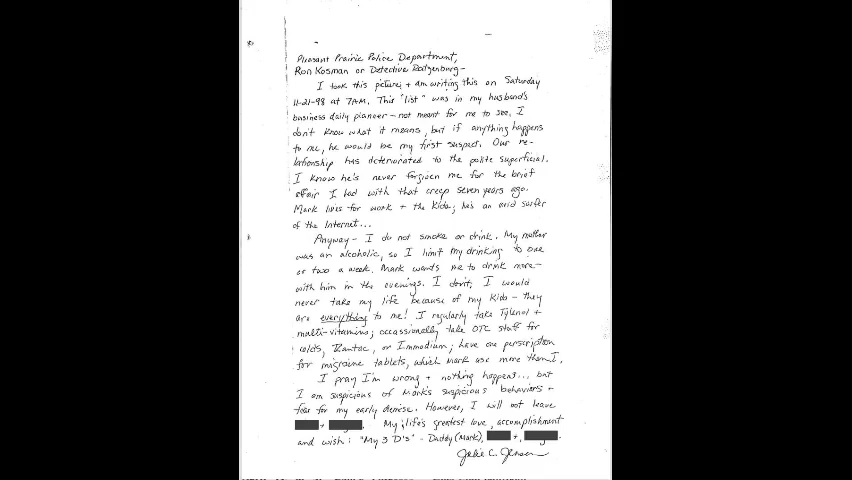 Pleasant Prairie Police Department,
Ron Kosman or Detective Ratzenburg -
I took this picture + am writing this on Saturday
11-21-98 at 7AM. This "list" was in my husband's
business daily planner - not meant for me to see. I
don't know what it means, but if anything happens
to me, he would be my first suspect. Our re-
lationship has deteriorated to the polite superficial.
I know he's never forgiven me for the brief
affair I had with that creep seven years ago.
Mark lives for work + the kids; he's an avid surfer
of the Internet...
Anyway - I do not smoke or drink. My mother
was an alcoholic, so I limit my drinking to one
or two a week. Mark wants me to drink more -
with him in the evenings. I don't. I would
never take my life because of my kids - they
are everything to me! I regularly take Tylenol +
multi-vitamins; occassionally take OTC stuff for
colds, Zantac, or Immodium; have one perscription
for migraine tablets, which Mark use more than I.
I pray I'm wrong + nothing happens... but
I am suspicious of Mark's suspicious behaviors +
fear for my early demise. However, I will not leave
+ . My life's greatest love, accomplishment
and wish: "My 3 D's" - Daddy (Mark), +, .
Julie C. Jensen